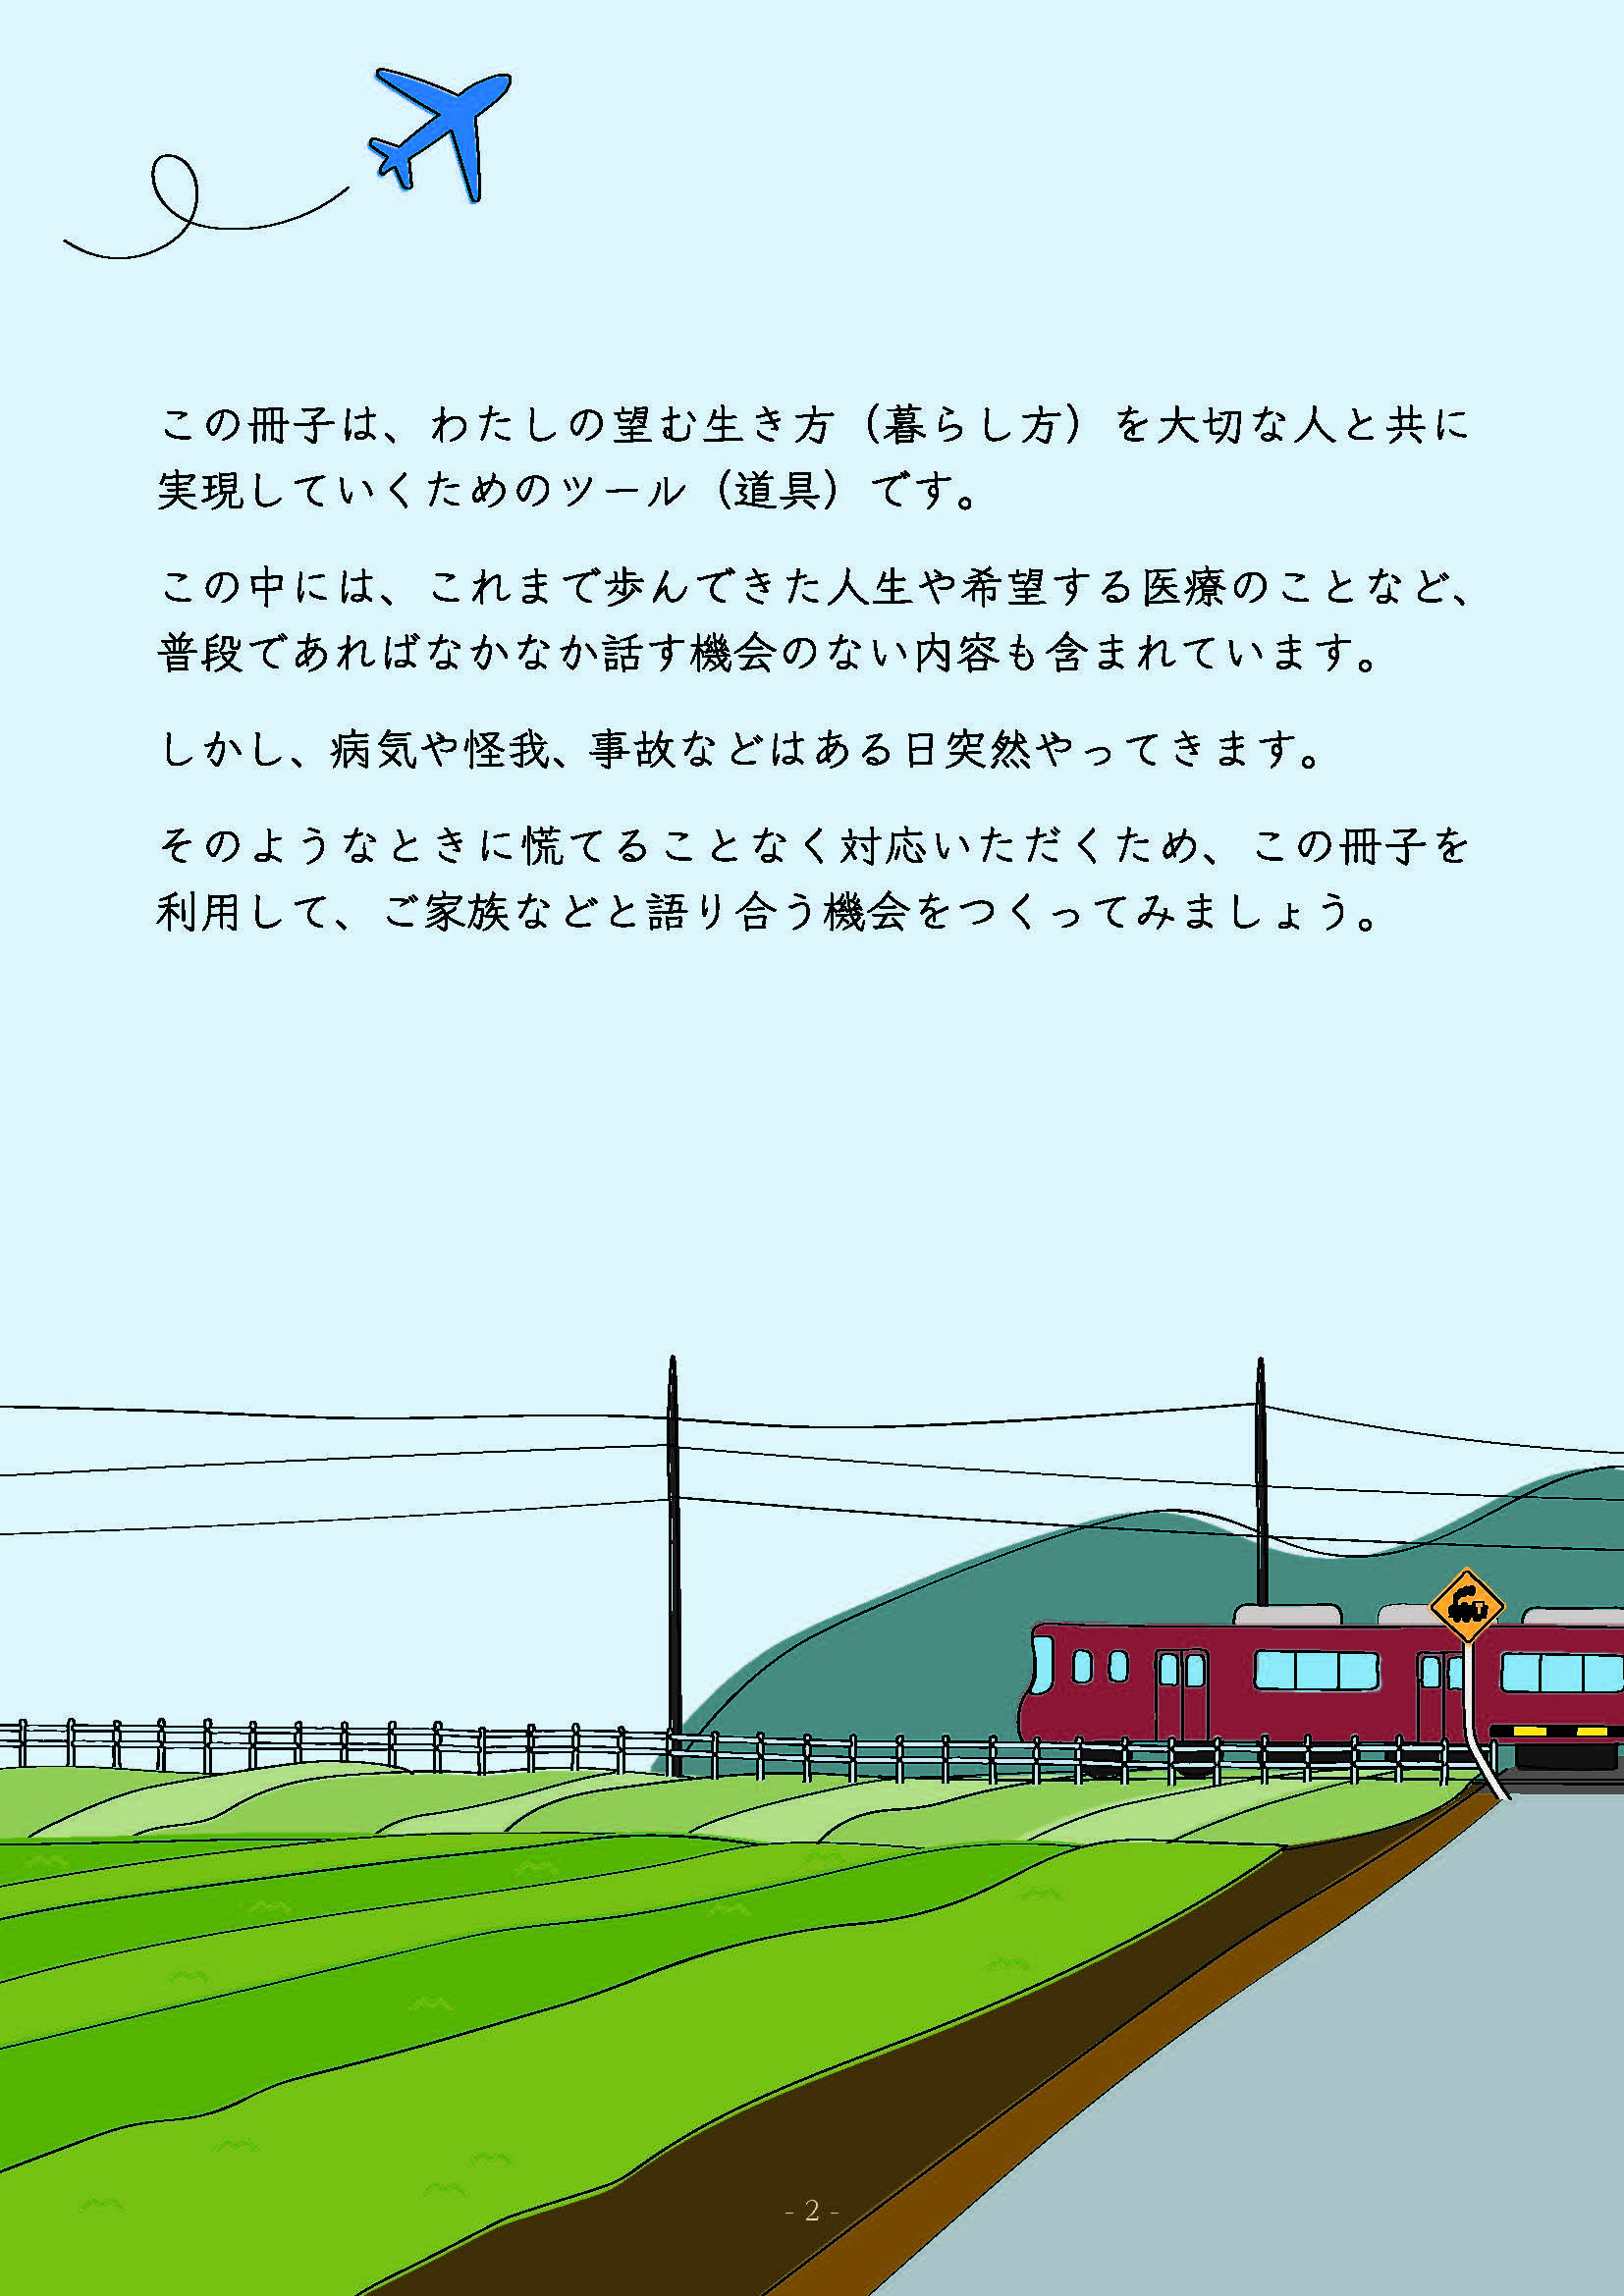 この冊子は、わたしの望む生き方（暮らし方）を大切な人と共に
実現していくためのツール（道具）です。
この中には、これまで歩んできた人生や希望する医療のことなど、
普段であればなかなか話す機会のない内容も含まれています。
しかし、病気や怪我、事故などはある日突然やってきます。
そのようなときに慌てることなく対応いただくため、この冊子を
利用して、ご家族などと語り合う機会をつくってみましょう。
- 2 -